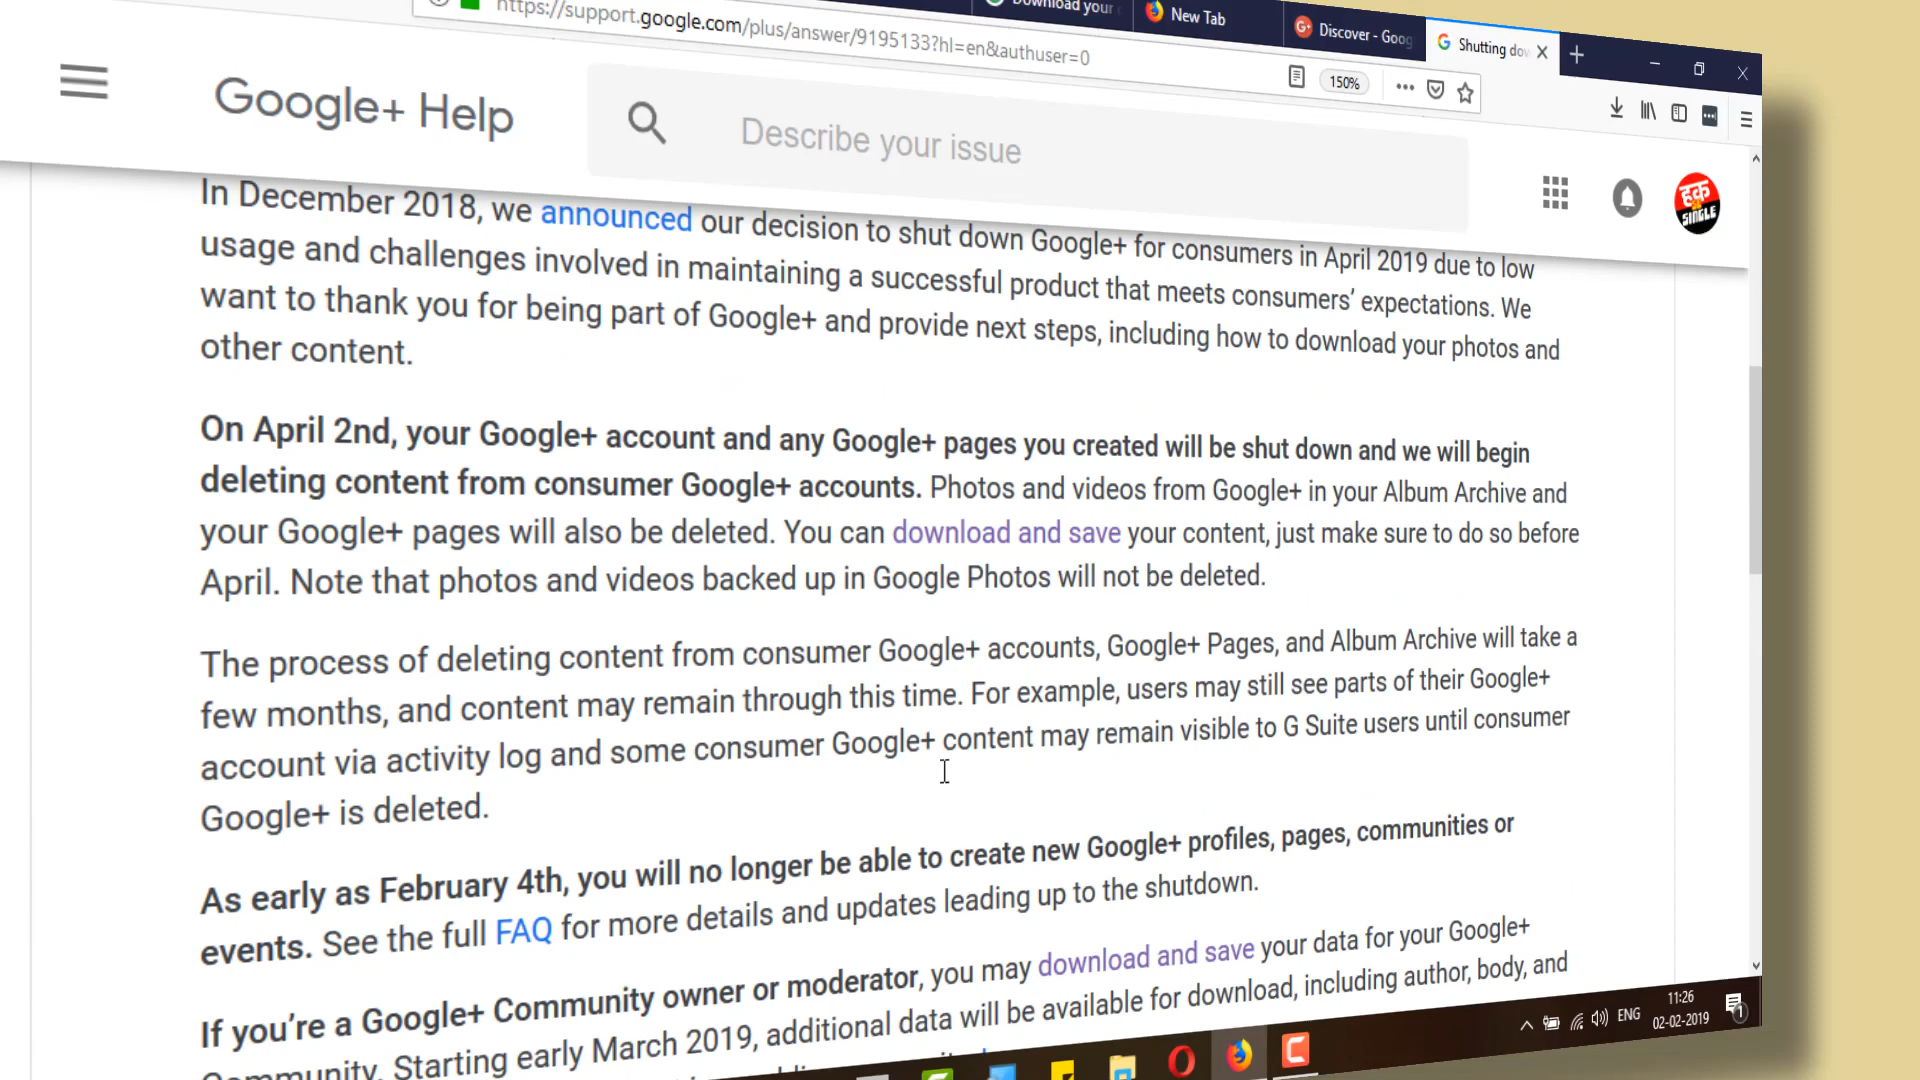 Download your
New Tab
Discover - Goog
Shutting do
https://support.google.com/plus/answer/9195133?hl=en&authuser=0
150%
Google+ Help
Describe your issue
हक़
SINGLE
In December 2018, we announced our decision to shut down Google+ for consumers in April 2019 due to low
usage and challenges involved in maintaining a successful product that meets consumers' expectations. We
want to thank you for being part of Google+ and provide next steps, including how to download your photos and
other content.
On April 2nd, your Google+ account and any Google+ pages you created will be shut down and we will begin
deleting content from consumer Google+ accounts. Photos and videos from Google+ in your Album Archive and
your Google+ pages will also be deleted. You can download and save your content, just make sure to do so before
April. Note that photos and videos backed up in Google Photos will not be deleted.
The process of deleting content from consumer Google+ accounts, Google+ Pages, and Album Archive will take a
few months, and content may remain through this time. For example, users may still see parts of their Google+
account via activity log and some consumer Google+ content may remain visible to G Suite users until consumer
Google+ is deleted.
As early as February 4th, you will no longer be able to create new Google+ profiles, pages, communities or
events. See the full FAQ for more details and updates leading up to the shutdown.
If you're a Google+ Community owner or moderator, you may download and save your data for your Google+
Community. Starting early March 2019, additional data will be available for download, including author, body, and
ENG
11:26
02-02-2019
1